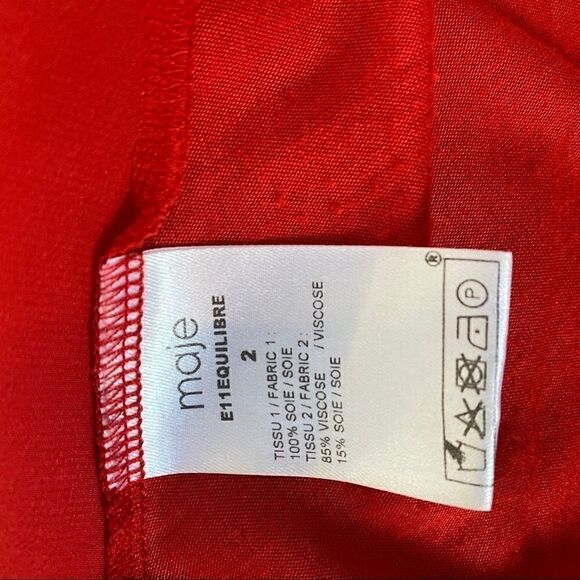 maje
E11EQUILIBRE
2
TISSU 1 / FABRIC 1 :
100% SOIE / SOIE
TISSU 2 / FABRIC 2 :
85% VISCOSE / VISCOSE
15% SOIE / SOIE
®
P